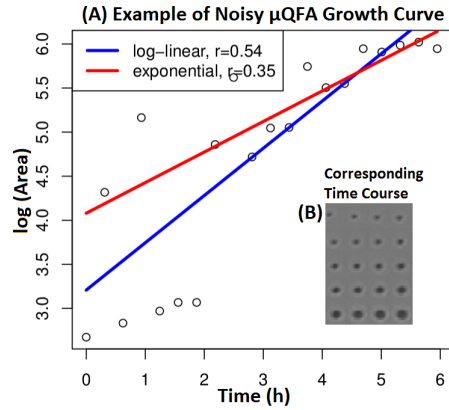 (A) Example of Noisy µQFA Growth Curve
log-linear, r=0.54
exponential, r=0.35
log (Area)
6.0
5.5
5.0
4.5
4.0
3.5
3.0
Corresponding
Time Course
(B)
0 1 2 3 4 5 6
Time (h)